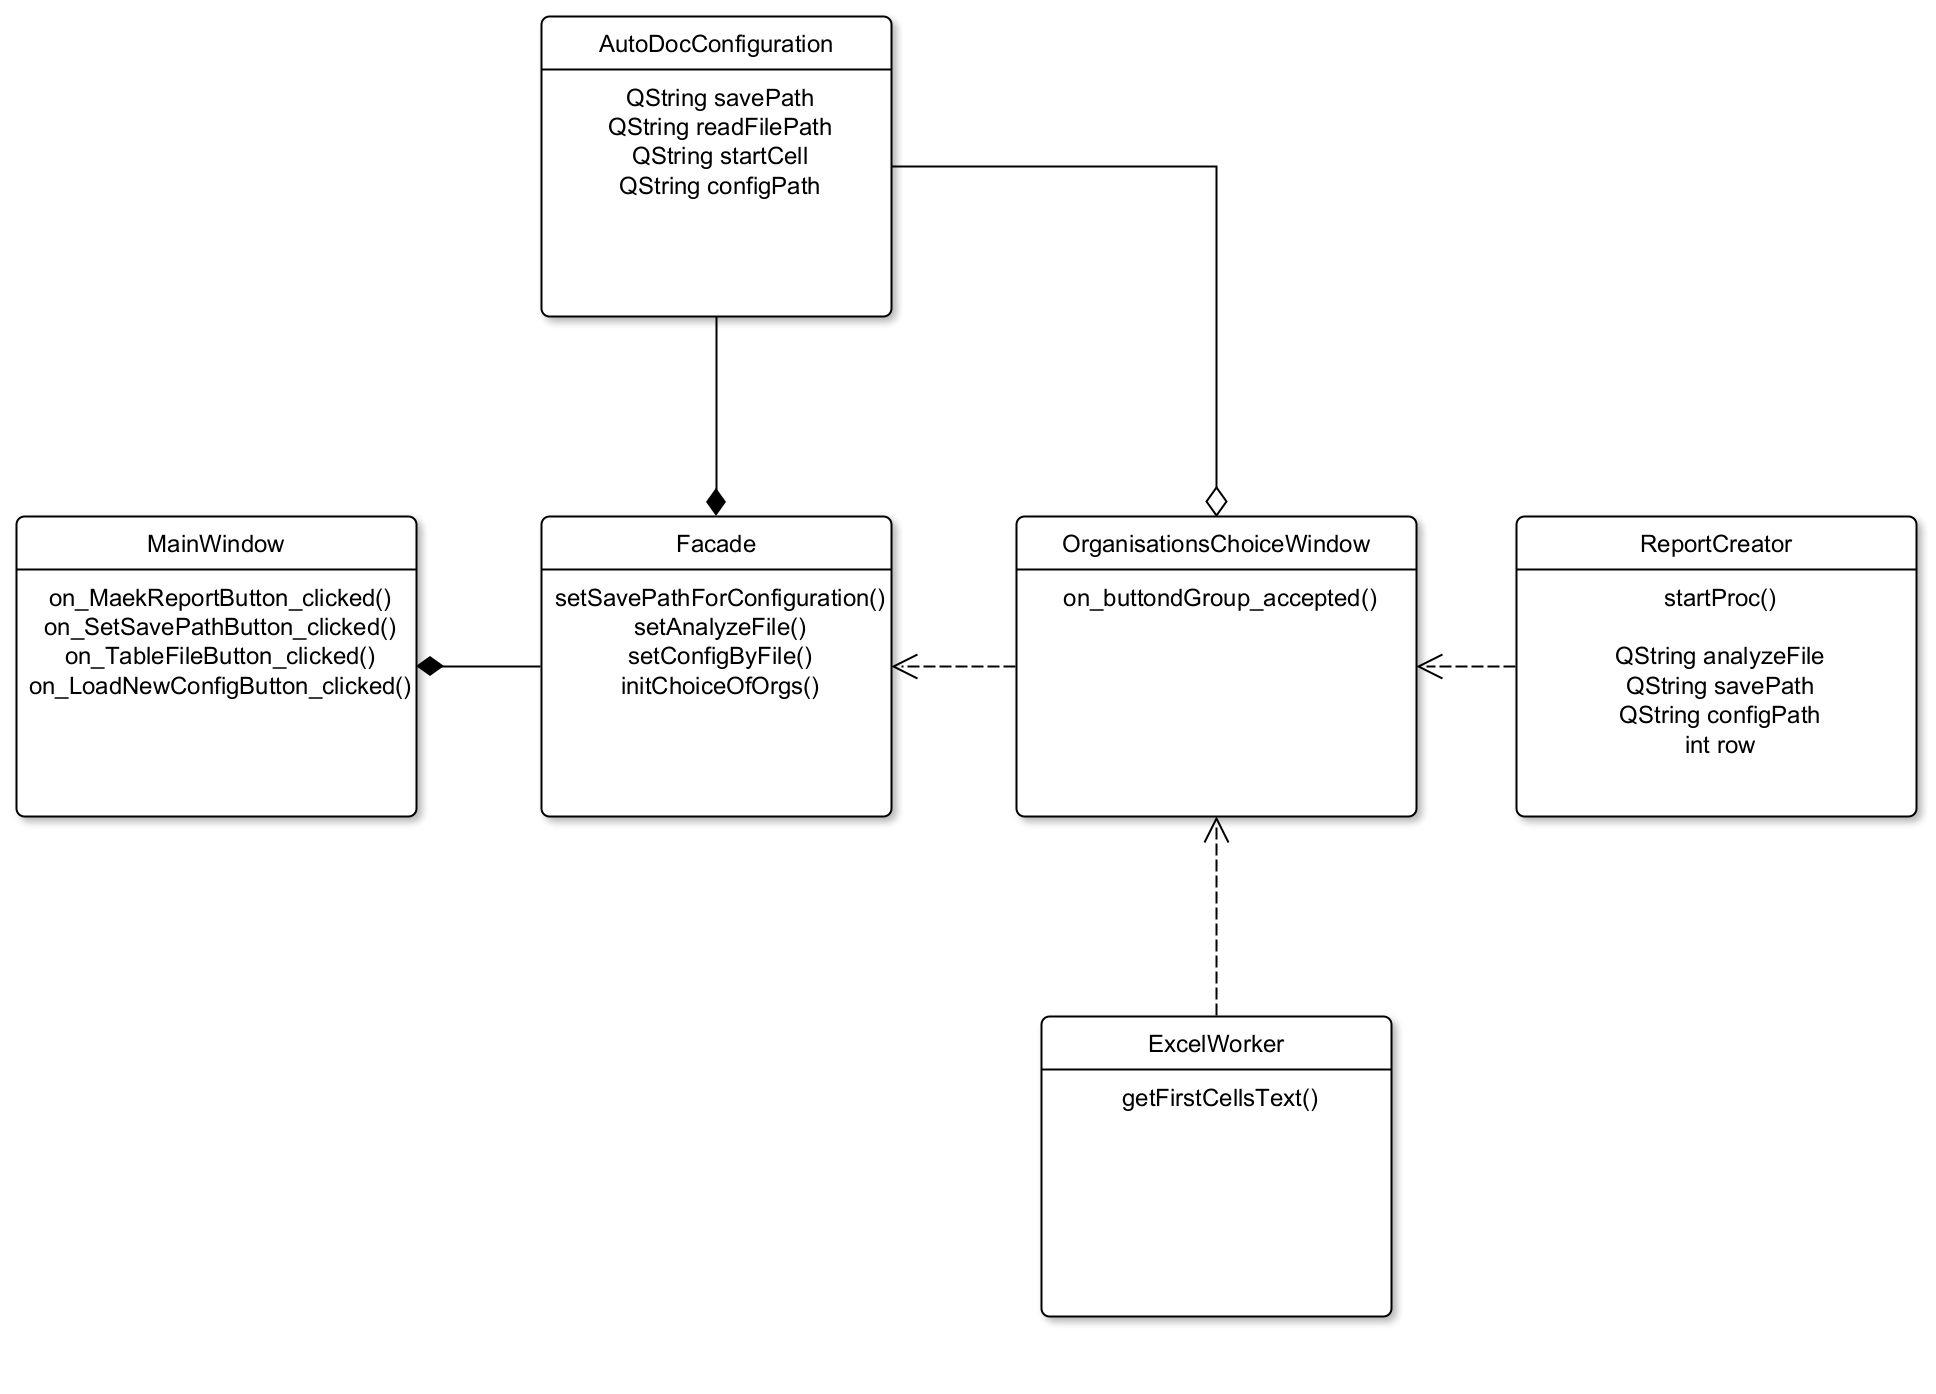 AutoDocConfiguration
QString savePath
QString readFilePath
QString startCell
QString configPath
MainWindow
on_MaekReportButton_clicked()
on_SetSavePathButton_clicked()
on_TableFileButton_clicked()
on_LoadNewConfigButton_clicked()
Facade
setSavePathForConfiguration()
setAnalyzeFile()
setConfigByFile()
initChoiceOfOrgs()
OrganisationsChoiceWindow
on_buttondGroup_accepted()
ReportCreator
startProc()
QString analyzeFile
QString savePath
QString configPath
int row
ExcelWorker
getFirstCellsText()